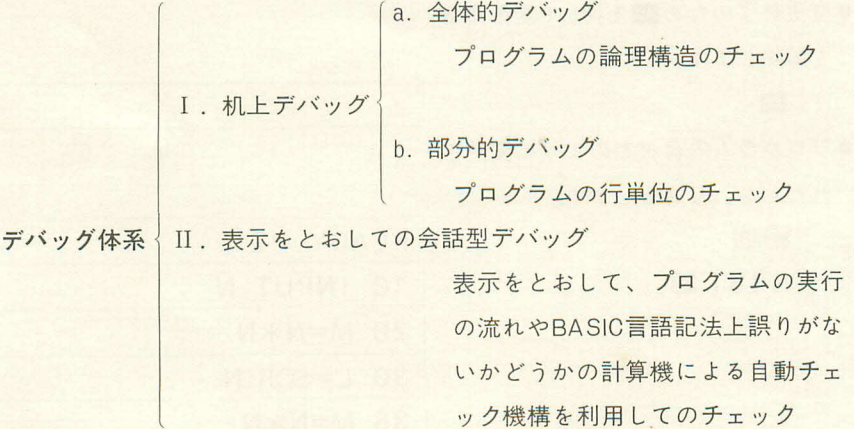 a. 全体的デバッグ
プログラムの論理構造のチェック
I. 机上デバッグ
b. 部分的デバッグ
プログラムの行単位のチェック
デバッグ体系
II. 表示をとおしての会話型デバッグ
表示をとおして、プログラムの実行
の流れやBASIC言語記法上誤りがな
いかどうかの計算機による自動チェ
ック機構を利用してのチェック